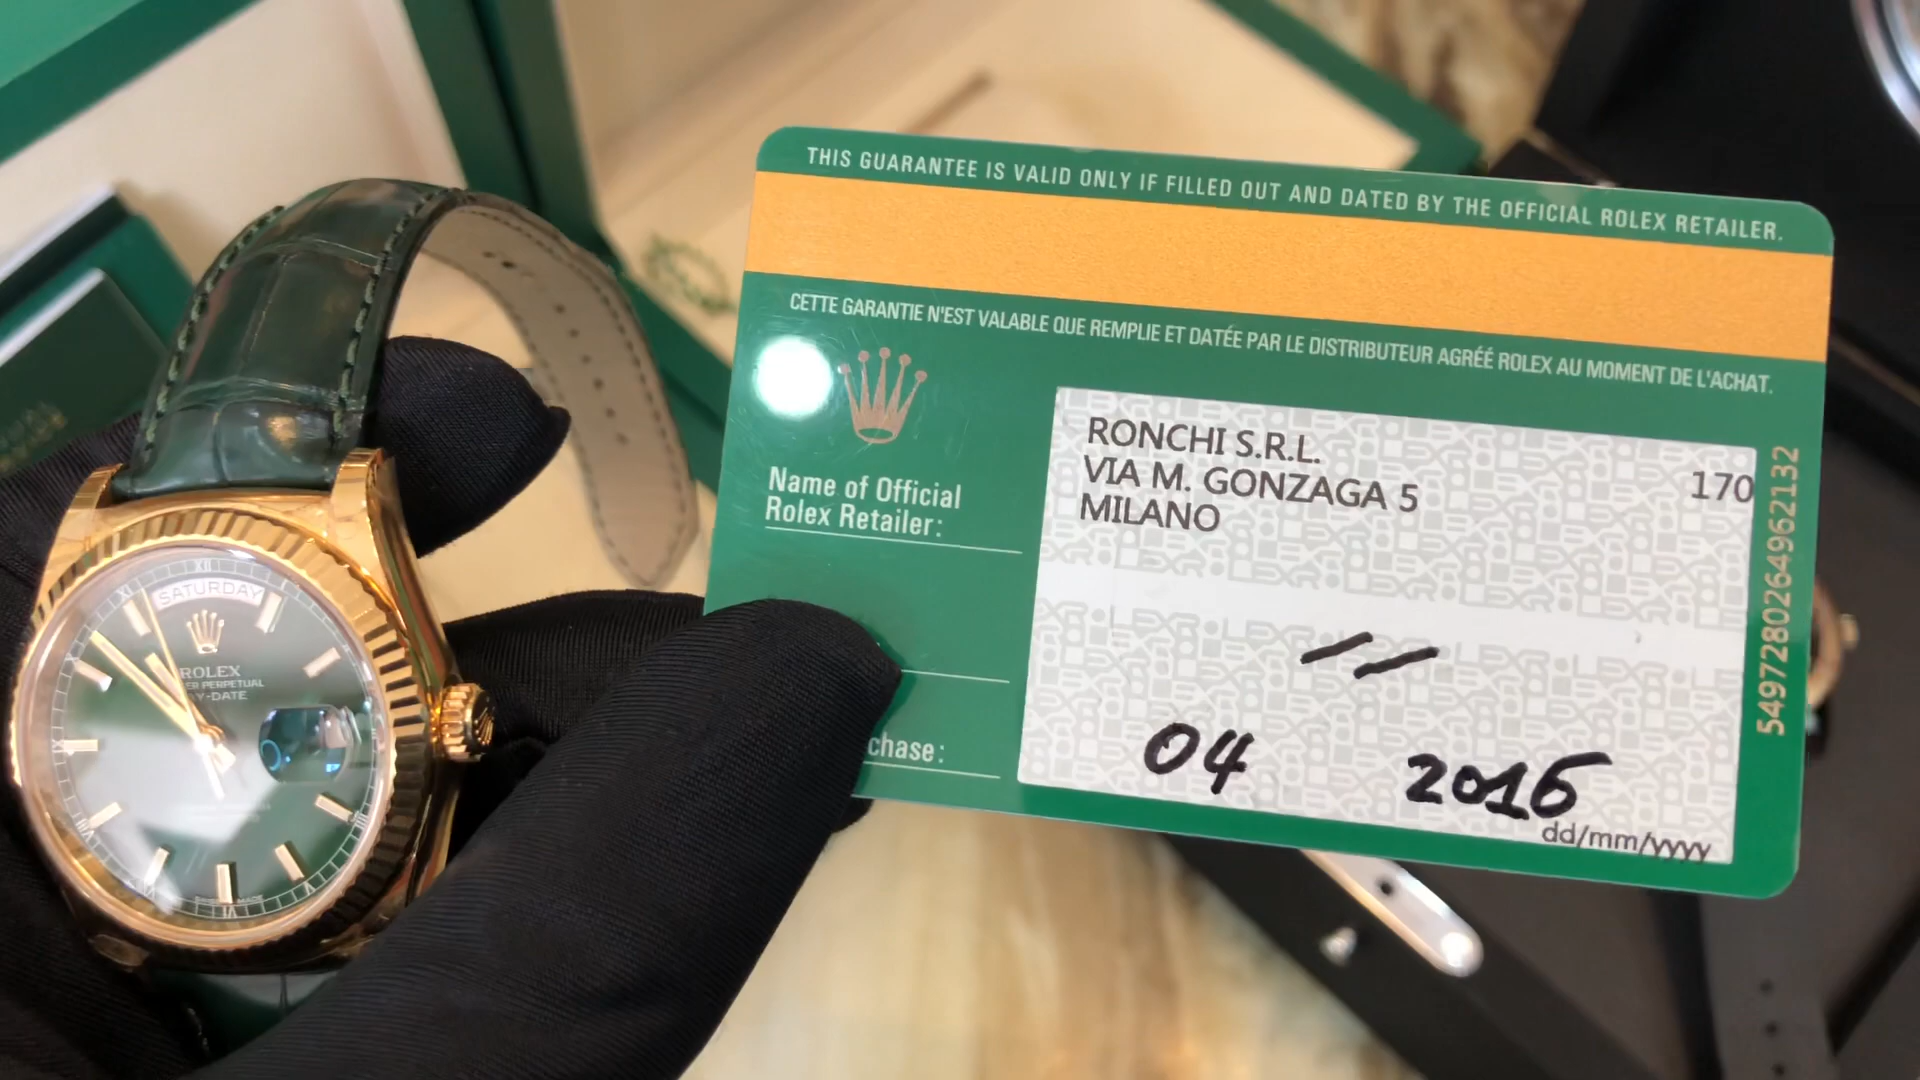 THIS GUARANTEE IS VALID ONLY IF FILLED OUT AND DATED BY THE OFFICIAL ROLEX RETAILER.
CETTE GARANTIE N'EST VALABLE QUE REMPLIE ET DATÉE PAR LE DISTRIBUTEUR AGRÉÉ ROLEX AU MOMENT DE L'ACHAT.
Name of Official
Rolex Retailer:
RONCHI S.R.L.
VIA M. GONZAGA 5
MILANO
170
5497280264962132
chase:
04 2016
dd/mm/yyyy
SATURDAY
ROLEX
PERPETUAL
DATE